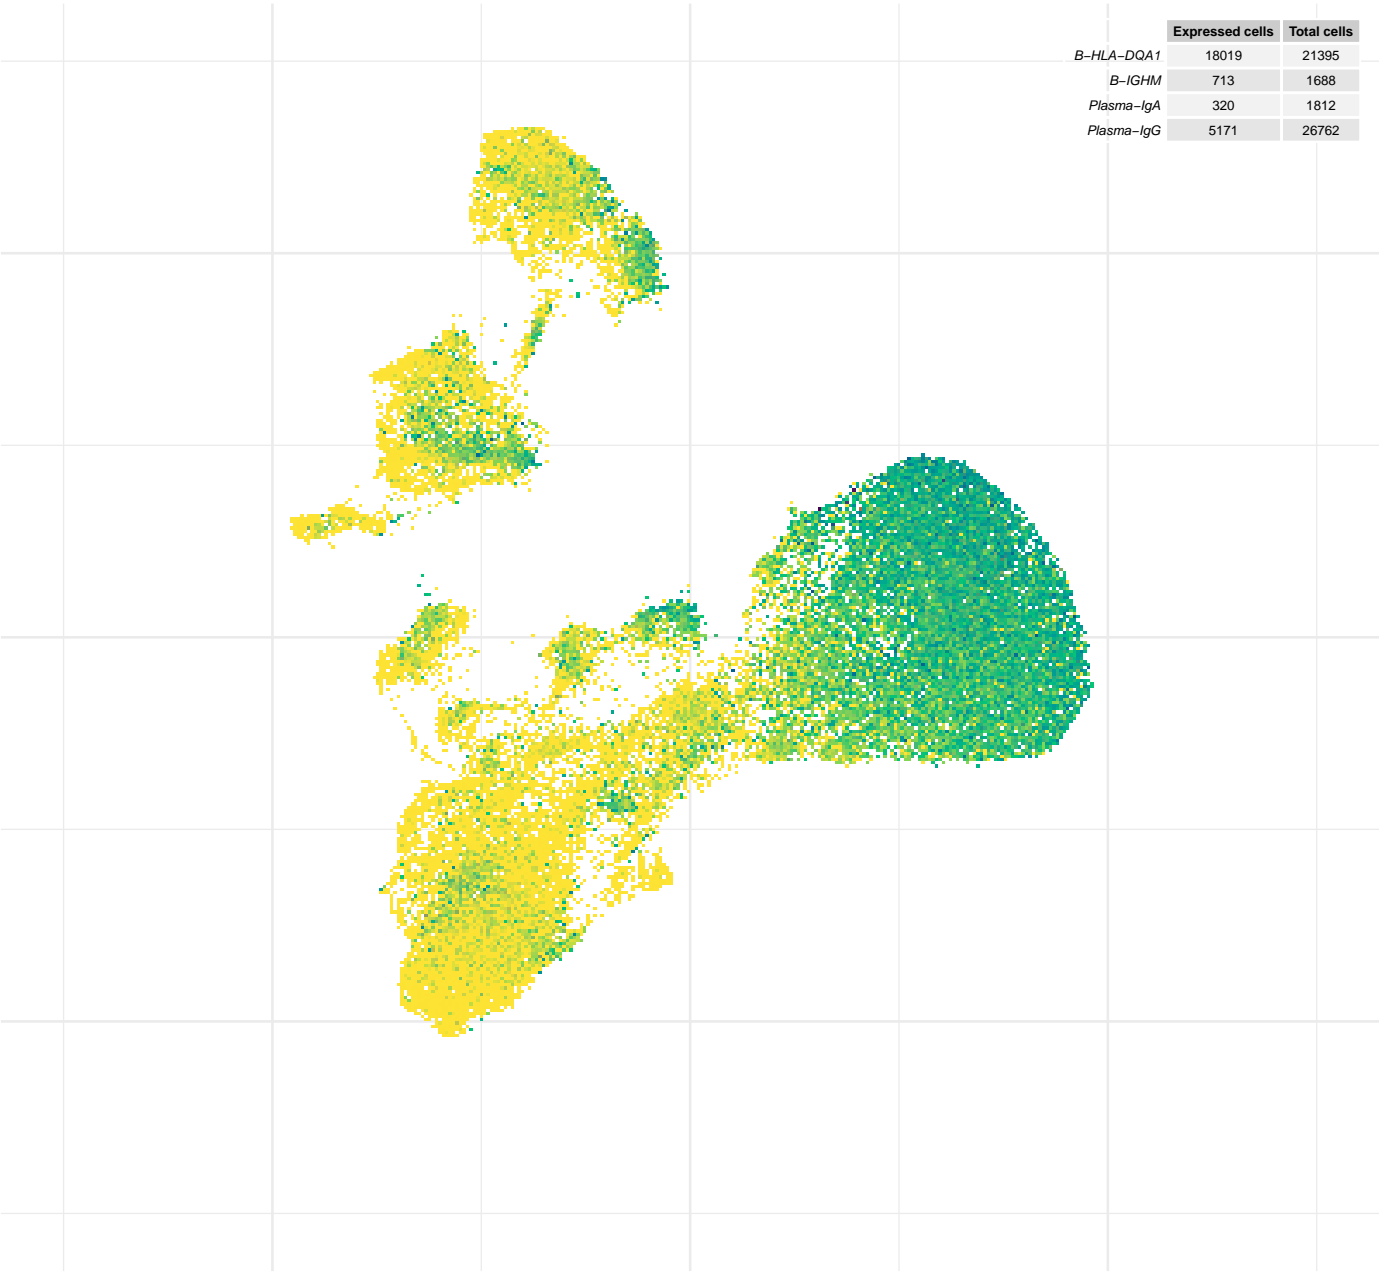 Expressed cells Total cells
B−HLA−DQA1 18019 21395
B−IGHM 713 1688
Plasma−IgA 320 1812
Plasma−IgG 5171 26762